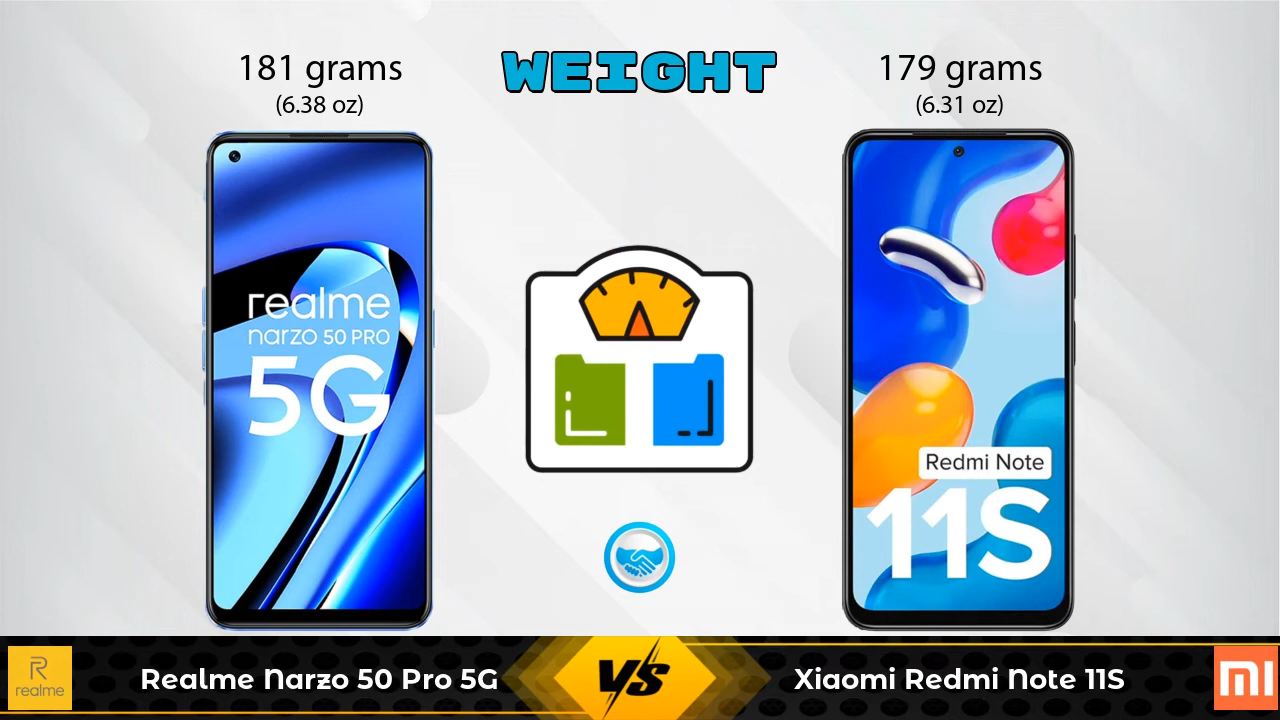 WEIGHT
181 grams
(6.38 oz)
179 grams
(6.31 oz)
realme
narzo 50 PRO
5G
Redmi Note
11S
R
realme
Realme Narzo 50 Pro 5G
VS
Xiaomi Redmi Note 11S
mi